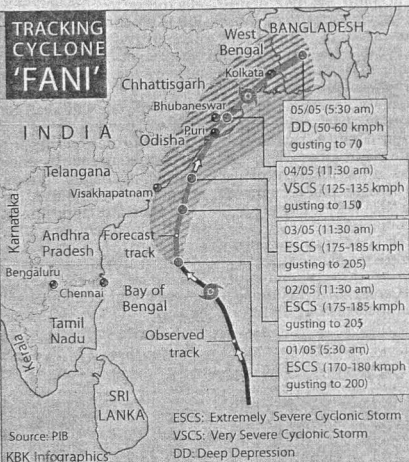 TRACKING
CYCLONE
'FANI'
West
Bengal
BANGLADESH
Kolkata
Chhattisgarh
Bhubaneswar
Puri
Odisha
INDIA
Telangana
Visakhapatnam
Karnataka
Andhra
Pradesh
Forecast
track
Bengaluru
Chennai
Bay of
Bengal
Tamil
Nadu
Kerala
Observed
track
SRI
LANKA
05/05 (5:30 am)
DD (50-60 kmph
gusting to 70
04/05 (11:30 am)
VSCS (125-135 kmph
gusting to 150
03/05 (11:30 am)
ESCS (175-185 kmph
gusting to 205)
02/05 (11:30 am)
ESCS (175-185 kmph
gusting to 205
01/05 (5:30 am)
ESCS (170-180 kmph
gusting to 200)
ESCS: Extremely Severe Cyclonic Storm
VSCS: Very Severe Cyclonic Storm
DD: Deep Depression
Source: PIB
KBK Infographics